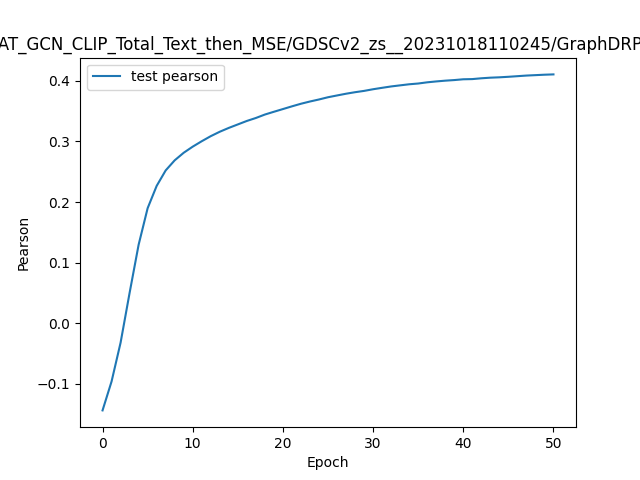 AT_GCN_CLIP_Total_Text_then_MSE/GDSCv2_zs__20231018110245/GraphDRP
test pearson
0.4
0.3
0.2
0.1
0.0
−0.1
Pearson
0 10 20 30 40 50
Epoch